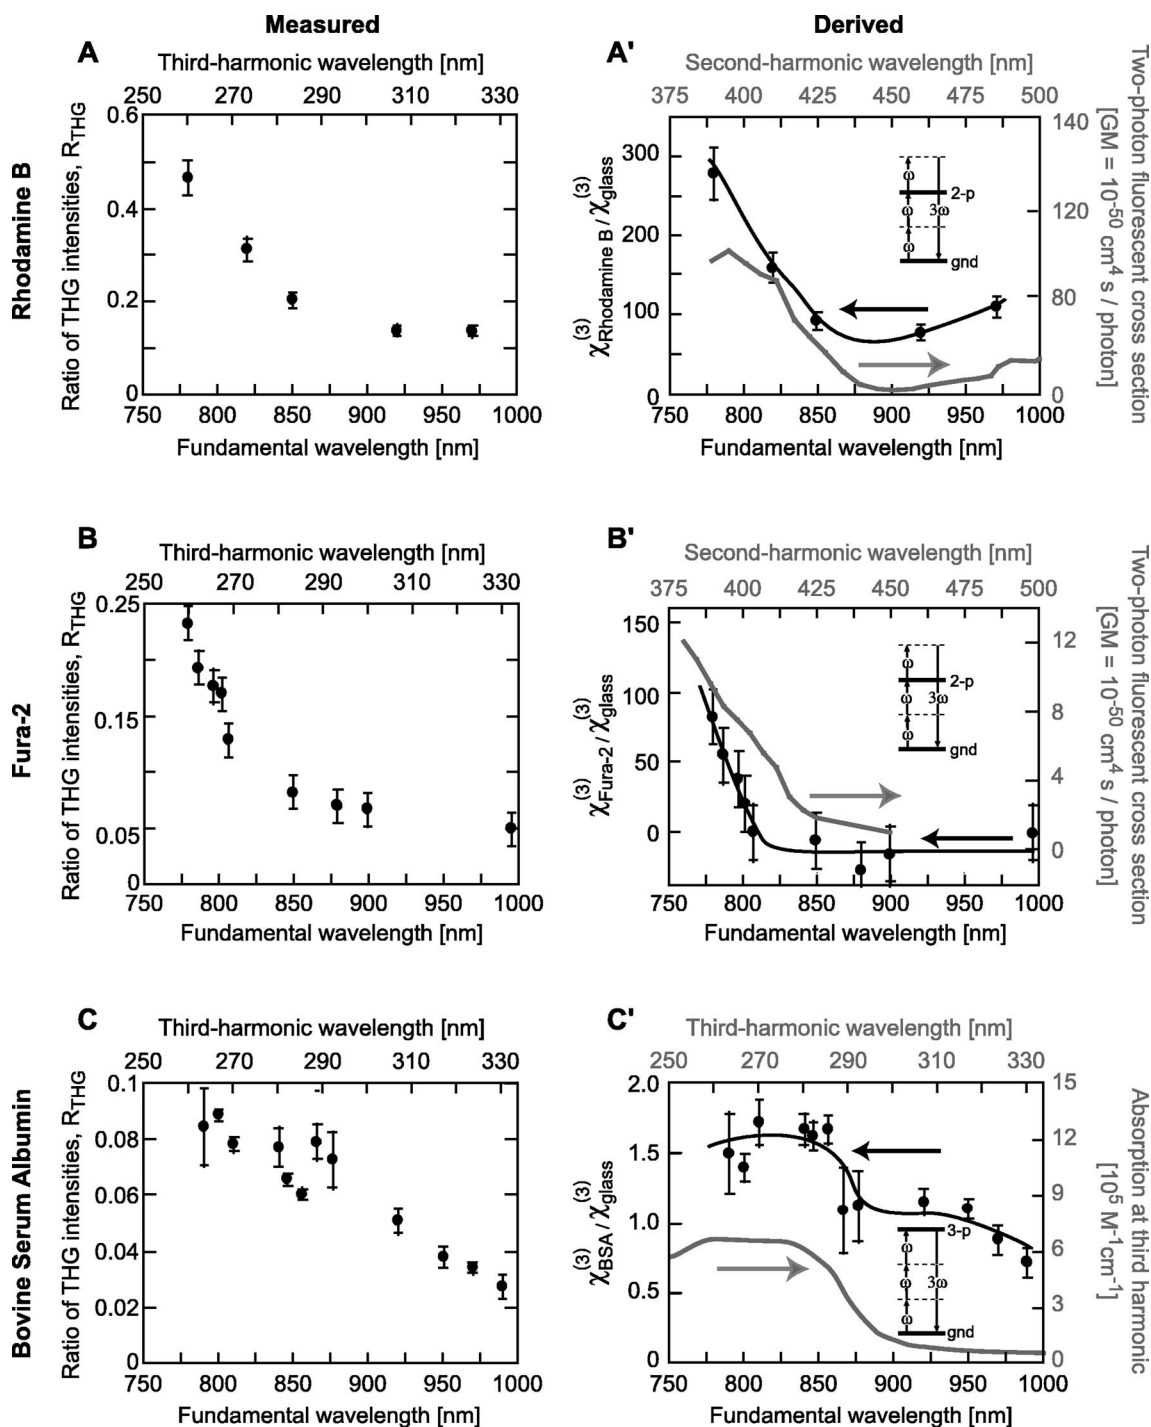 Measured
Derived
Rhodamine B
A
Third-harmonic wavelength [nm]
250 270 290 310 330
Ratio of THG intensities, R_THG
0.6
0.4
0.2
0
750 800 850 900 950 1000
Fundamental wavelength [nm]
A'
Second-harmonic wavelength [nm]
375 400 425 450 475 500
χ^(3)_Rhodamine B / χ^(3)_glass
300
200
100
0
ω
ω
ω
3ω
2-p
gnd
140
120
80
0
Two-photon fluorescent cross section
[GM = 10^-50 cm^4 s / photon]
750 800 850 900 950 1000
Fundamental wavelength [nm]
Fura-2
B
Third-harmonic wavelength [nm]
250 270 290 310 330
Ratio of THG intensities, R_THG
0.25
0.15
0.05
0
750 800 850 900 950 1000
Fundamental wavelength [nm]
B'
Second-harmonic wavelength [nm]
375 400 425 450 475 500
χ^(3)_Fura-2 / χ^(3)_glass
150
100
50
0
ω
ω
ω
3ω
2-p
gnd
12
8
4
0
Two-photon fluorescent cross section
[GM = 10^-50 cm^4 s / photon]
750 800 850 900 950 1000
Fundamental wavelength [nm]
Bovine Serum Albumin
C
Third-harmonic wavelength [nm]
250 270 290 310 330
Ratio of THG intensities, R_THG
0.1
0.08
0.06
0.04
0.02
0
750 800 850 900 950 1000
Fundamental wavelength [nm]
C'
Third-harmonic wavelength [nm]
250 270 290 310 330
χ^(3)_BSA / χ^(3)_glass
2.0
1.5
1.0
0.5
0
ω
ω
ω
3ω
3-p
gnd
15
12
9
6
3
0
Absorption at third harmonic
[10^5 M^-1 cm^-1]
750 800 850 900 950 1000
Fundamental wavelength [nm]